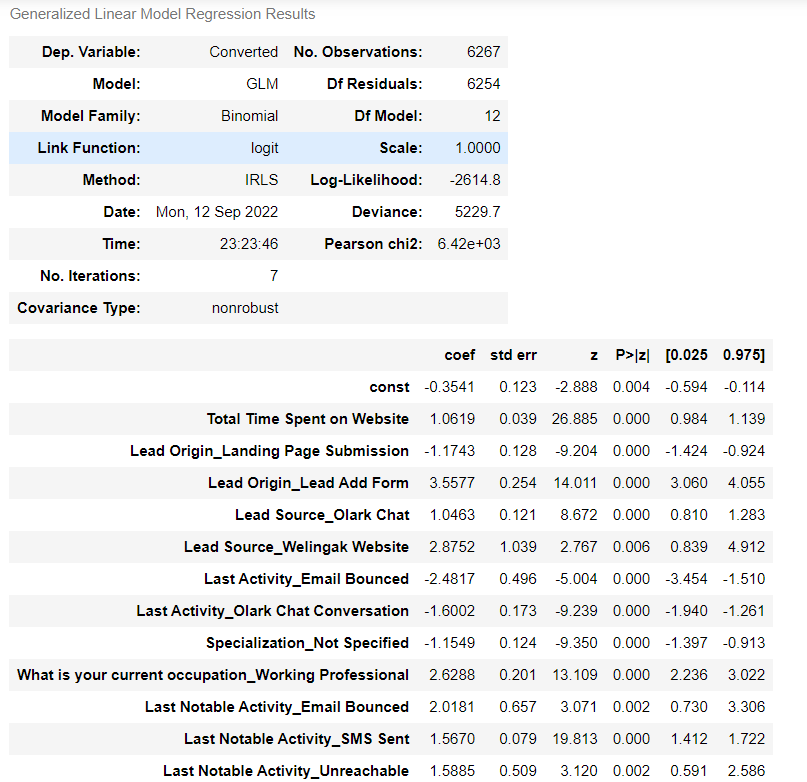 Generalized Linear Model Regression Results
Dep. Variable: Converted No. Observations: 6267
Model: GLM Df Residuals: 6254
Model Family: Binomial Df Model: 12
Link Function: logit Scale: 1.0000
Method: IRLS Log-Likelihood: -2614.8
Date: Mon, 12 Sep 2022 Deviance: 5229.7
Time: 23:23:46 Pearson chi2: 6.42e+03
No. Iterations: 7
Covariance Type: nonrobust
coef std err z P>|z| [0.025 0.975]
const -0.3541 0.123 -2.888 0.004 -0.594 -0.114
Total Time Spent on Website 1.0619 0.039 26.885 0.000 0.984 1.139
Lead Origin_Landing Page Submission -1.1743 0.128 -9.204 0.000 -1.424 -0.924
Lead Origin_Lead Add Form 3.5577 0.254 14.011 0.000 3.060 4.055
Lead Source_Olark Chat 1.0463 0.121 8.672 0.000 0.810 1.283
Lead Source_Welingak Website 2.8752 1.039 2.767 0.006 0.839 4.912
Last Activity_Email Bounced -2.4817 0.496 -5.004 0.000 -3.454 -1.510
Last Activity_Olark Chat Conversation -1.6002 0.173 -9.239 0.000 -1.940 -1.261
Specialization_Not Specified -1.1549 0.124 -9.350 0.000 -1.397 -0.913
What is your current occupation_Working Professional 2.6288 0.201 13.109 0.000 2.236 3.022
Last Notable Activity_Email Bounced 2.0181 0.657 3.071 0.002 0.730 3.306
Last Notable Activity_SMS Sent 1.5670 0.079 19.813 0.000 1.412 1.722
Last Notable Activity_Unreachable 1.5885 0.509 3.120 0.002 0.591 2.586